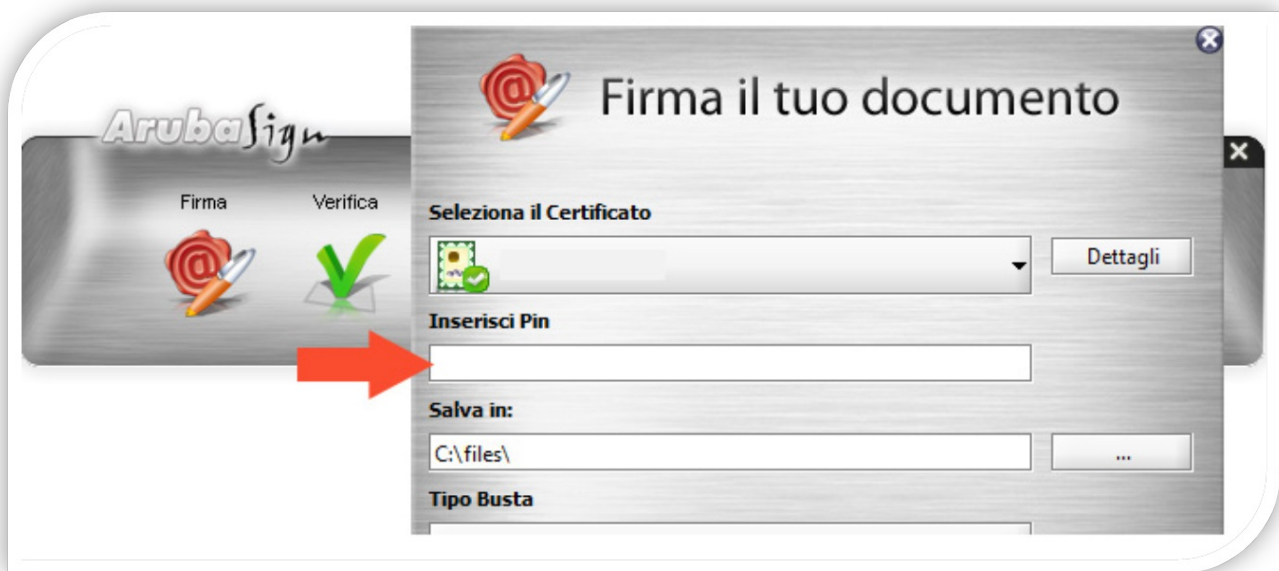 ArubaSign
Firma
Verifica
Firma il tuo documento
Seleziona il Certificato
Dettagli
Inserisci Pin
Salva in:
C:\files\
...
Tipo Busta